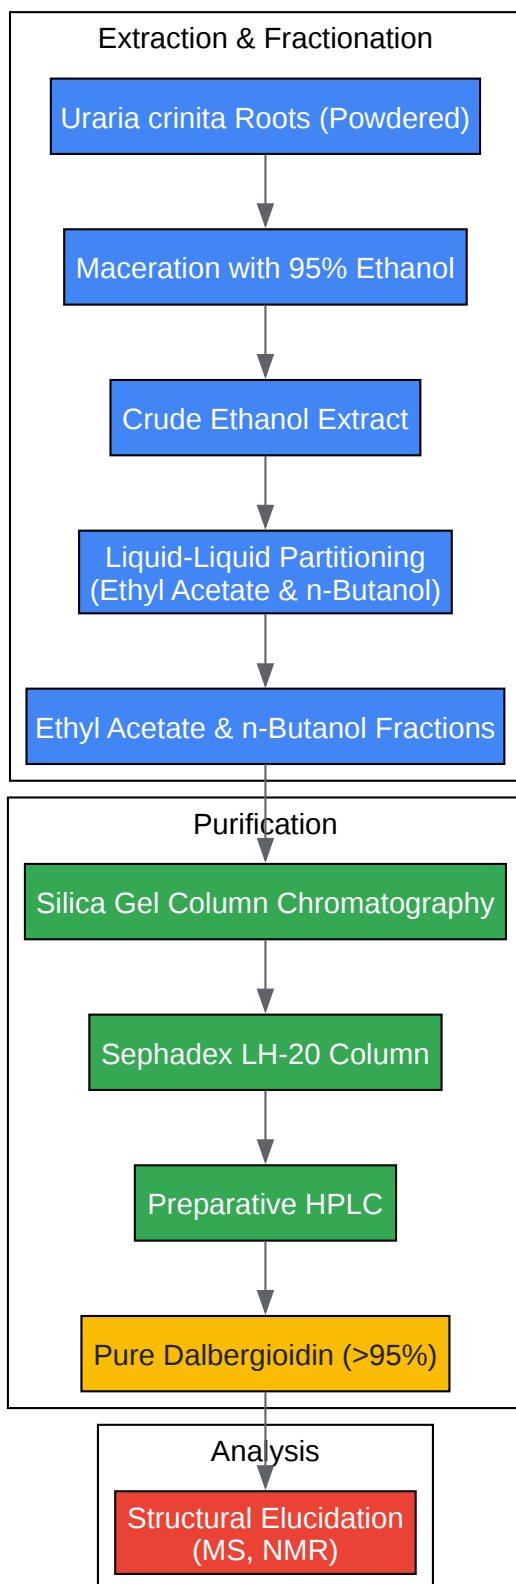 Extraction & Fractionation
Uraria crinita Roots (Powdered)
Maceration with 95% Ethanol
Crude Ethanol Extract
Liquid-Liquid Partitioning
(Ethyl Acetate & n-Butanol)
Ethyl Acetate & n-Butanol Fractions
Purification
Silica Gel Column Chromatography
Sephadex LH-20 Column
Preparative HPLC
Pure Dalbergioidin (>95%)
Analysis
Structural Elucidation
(MS, NMR)